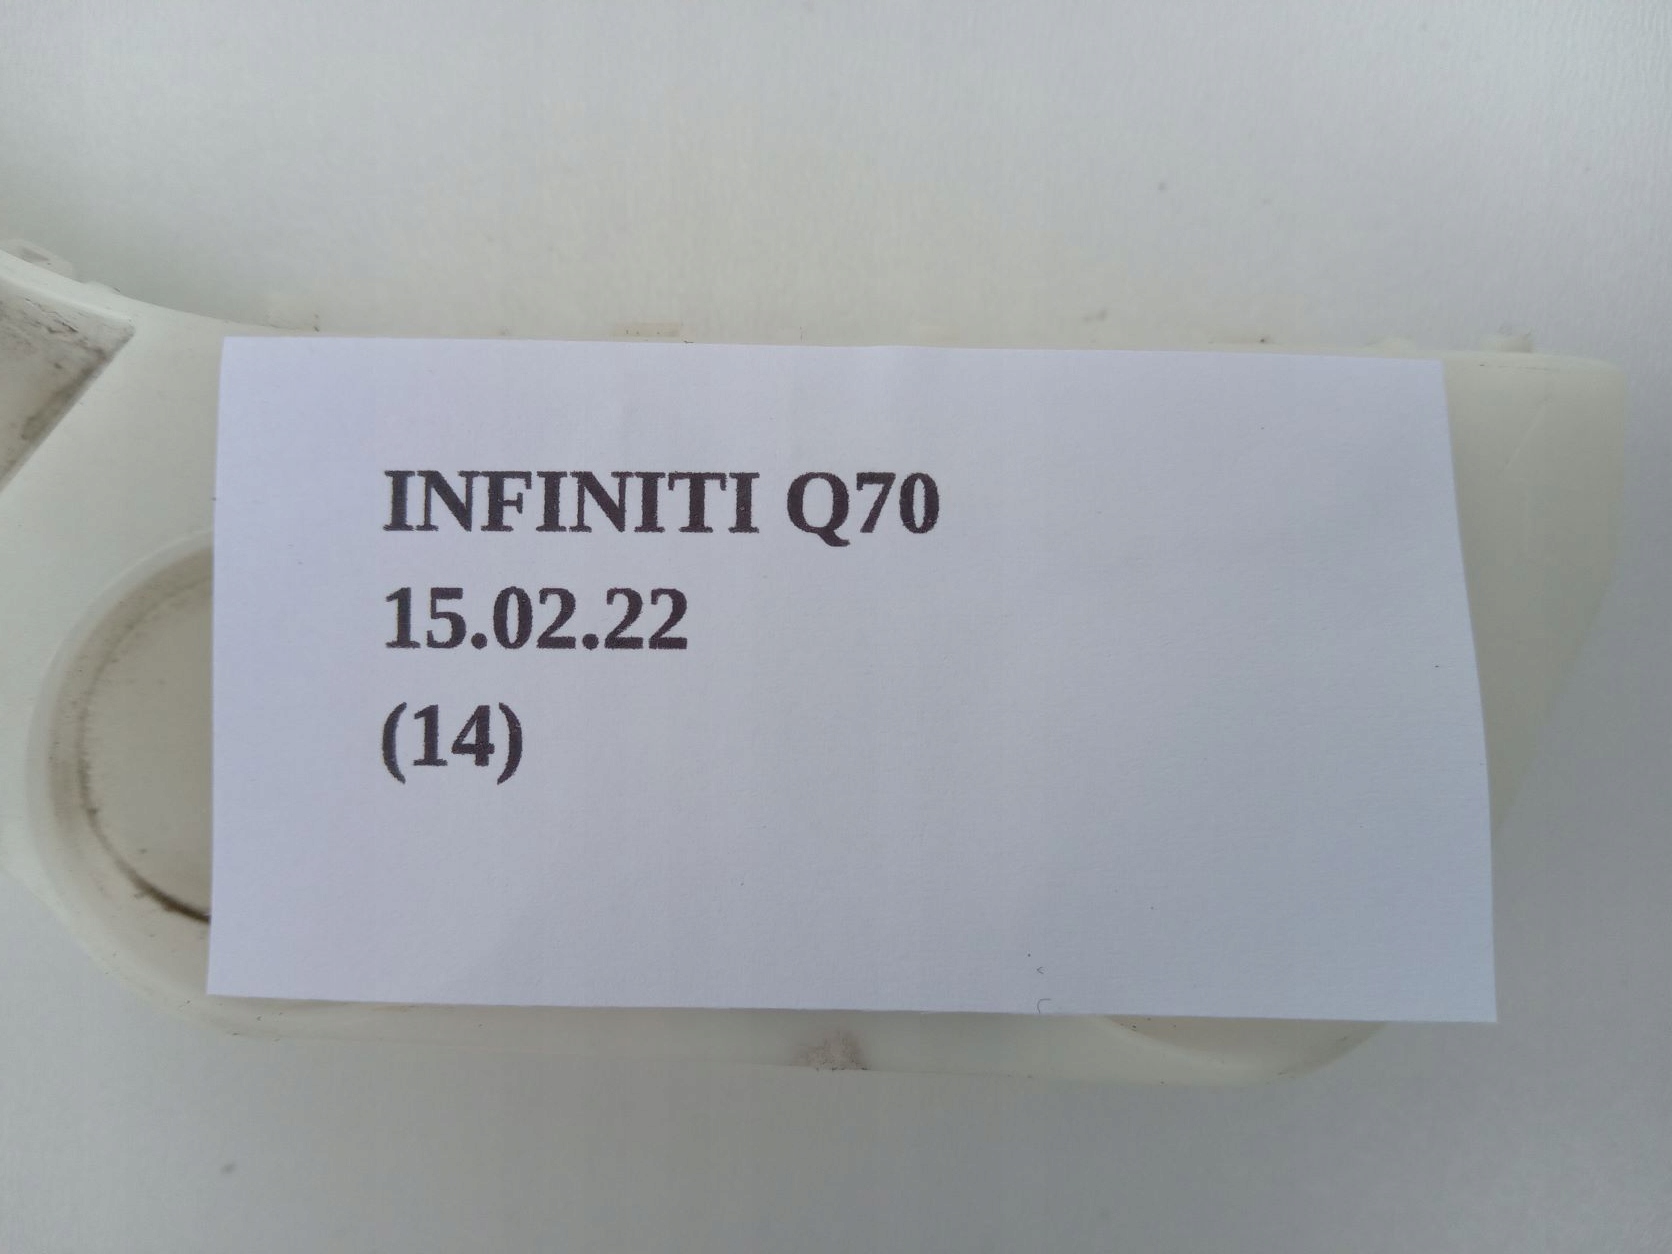 INFINITI Q70
15.02.22
(14)